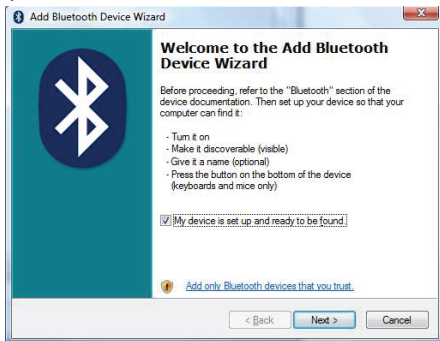 Add Bluetooth Device Wizard
Welcome to the Add Bluetooth
Device Wizard
Before proceeding, refer to the "Bluetooth" section of the
device documentation. Then set up your device so that your
computer can find it:
- Turn it on
- Make it discoverable (visible)
- Give it a name (optional)
- Press the button on the bottom of the device
(keyboards and mice only)
My device is set up and ready to be found.
Add only Bluetooth devices that you trust.
< Back Next > Cancel